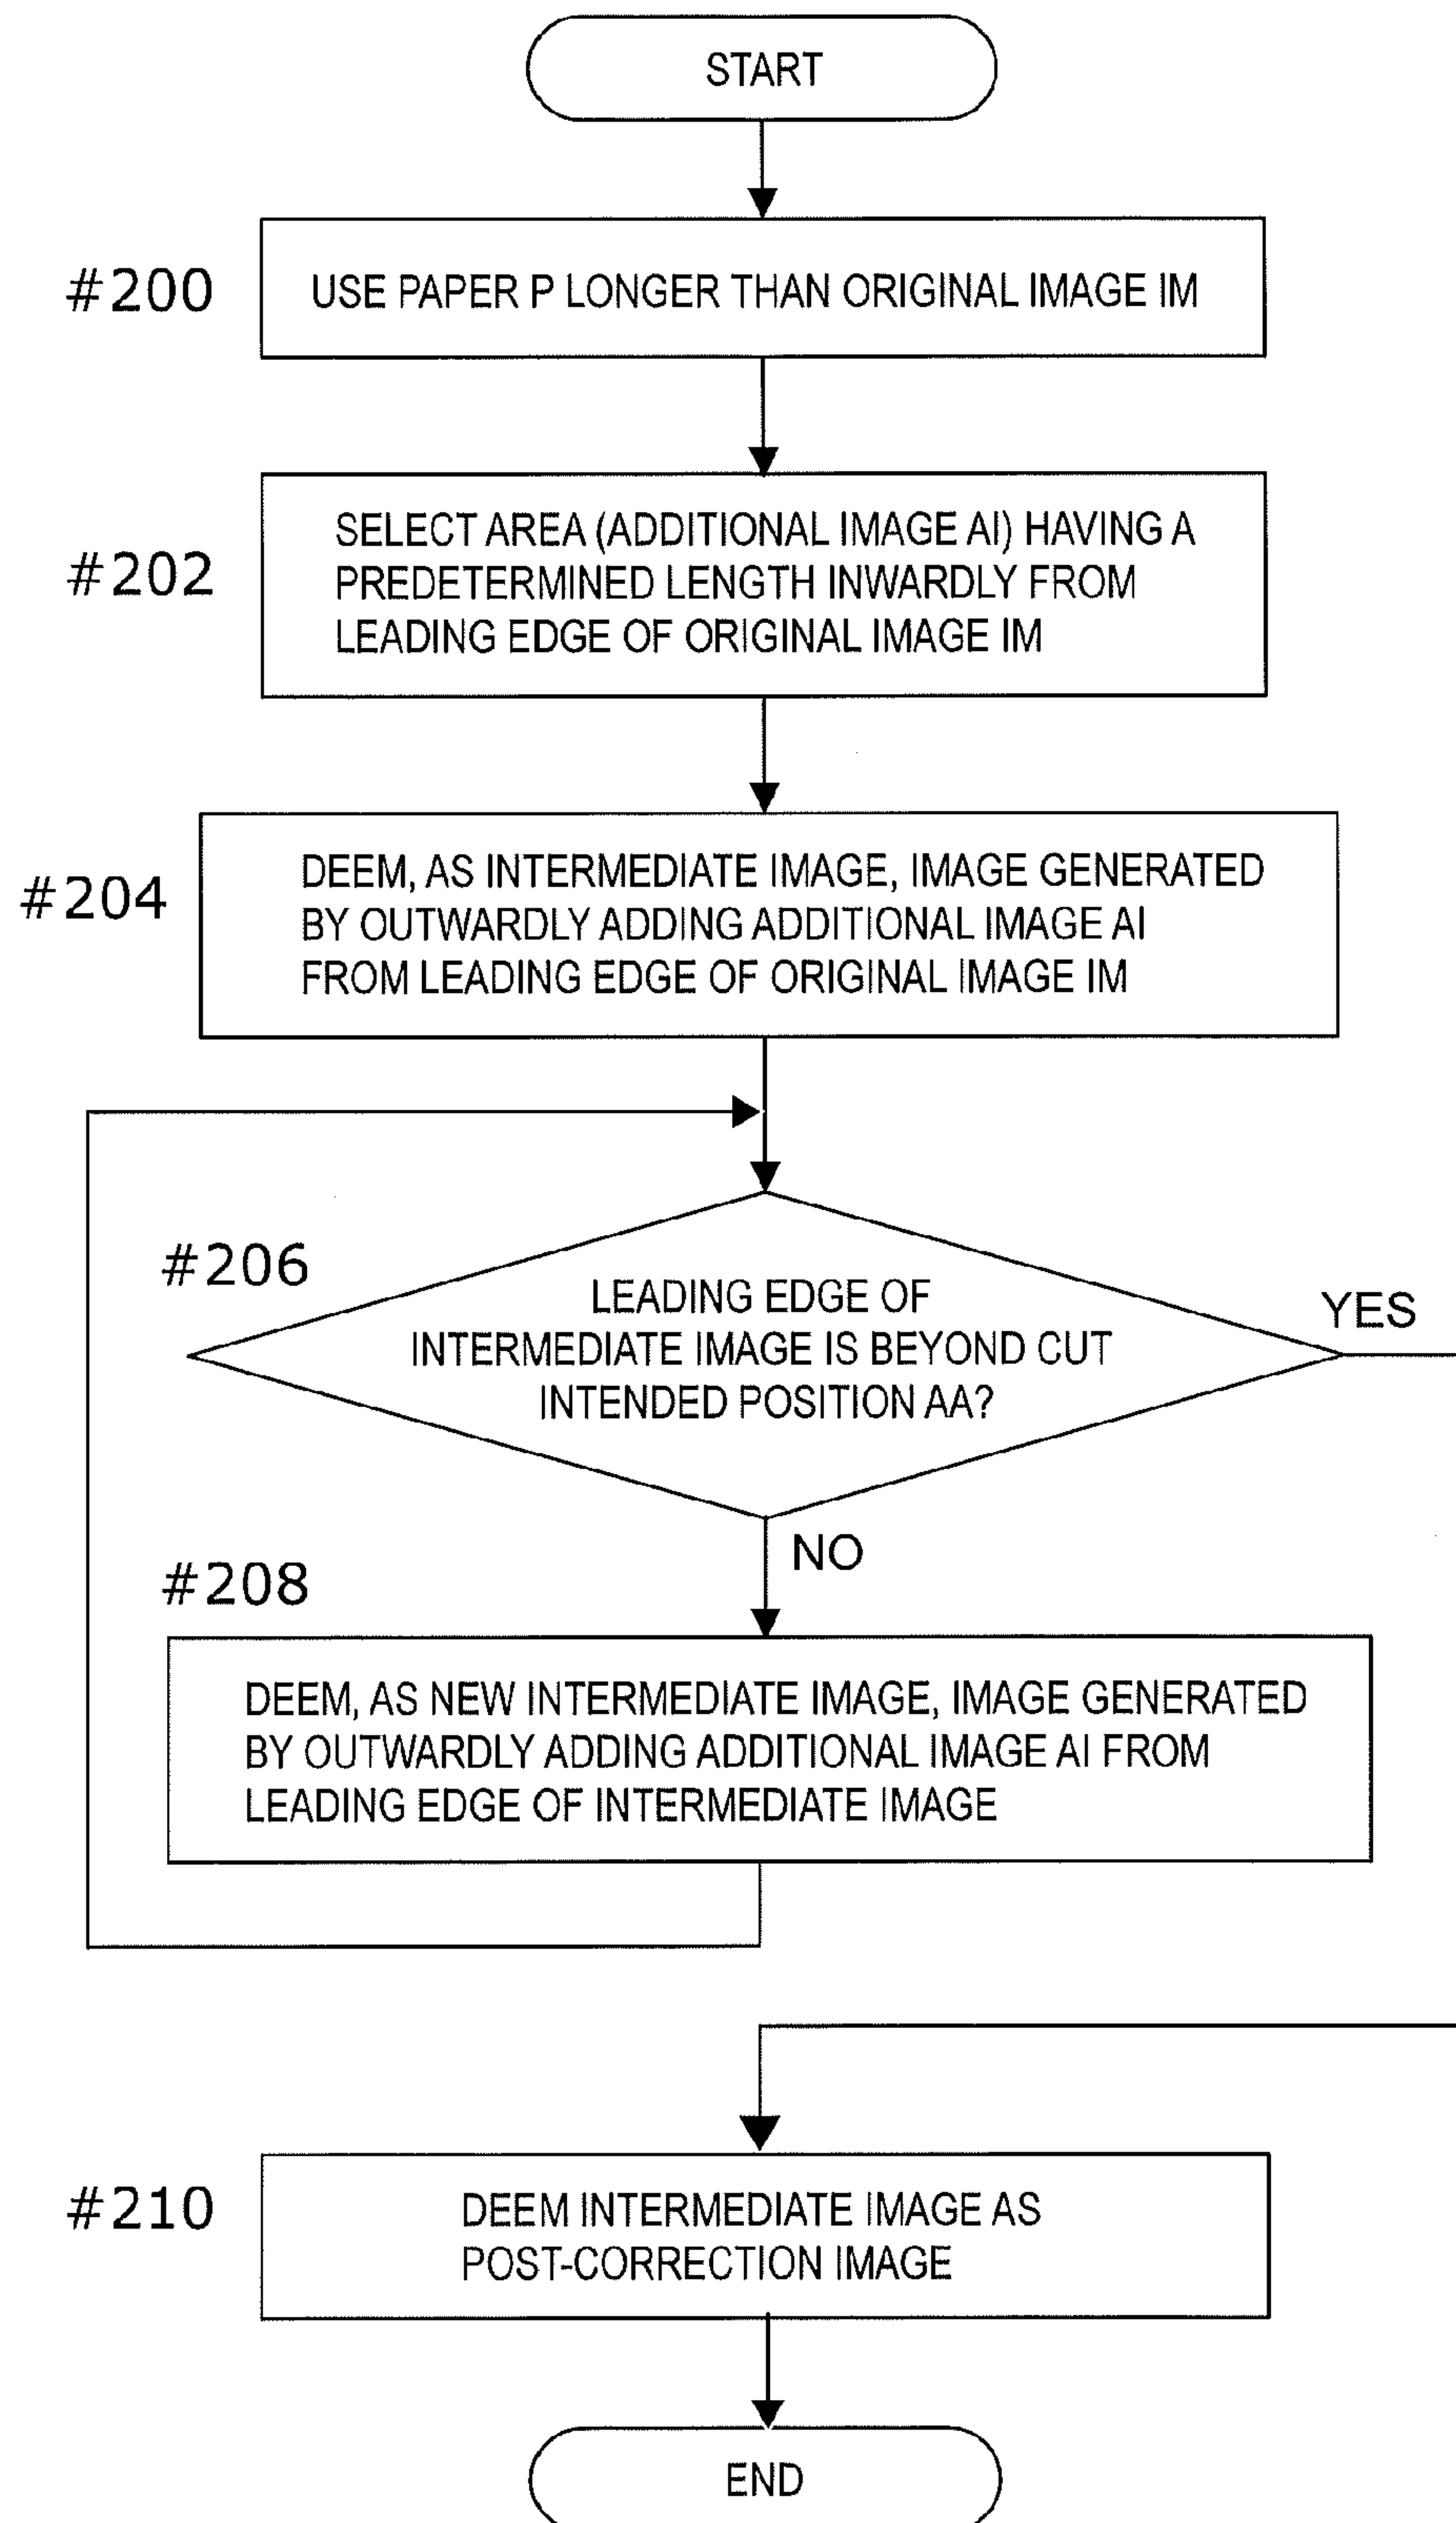 START
#200
USE PAPER P LONGER THAN ORIGINAL IMAGE IM
#202
SELECT AREA (ADDITIONAL IMAGE AI) HAVING A
PREDETERMINED LENGTH INWARDLY FROM
LEADING EDGE OF ORIGINAL IMAGE IM
#204
DEEM, AS INTERMEDIATE IMAGE, IMAGE GENERATED
BY OUTWARDLY ADDING ADDITIONAL IMAGE AI
FROM LEADING EDGE OF ORIGINAL IMAGE IM
#206
LEADING EDGE OF
INTERMEDIATE IMAGE IS BEYOND CUT
INTENDED POSITION AA?
YES
NO
#208
DEEM, AS NEW INTERMEDIATE IMAGE, IMAGE GENERATED
BY OUTWARDLY ADDING ADDITIONAL IMAGE AI FROM
LEADING EDGE OF INTERMEDIATE IMAGE
#210
DEEM INTERMEDIATE IMAGE AS
POST-CORRECTION IMAGE
END